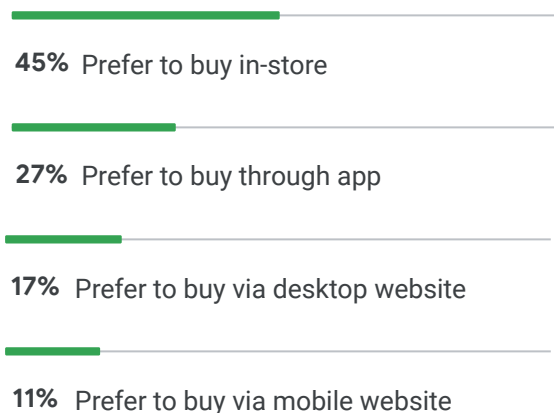 45% Prefer to buy in-store
27% Prefer to buy through app
17% Prefer to buy via desktop website
11% Prefer to buy via mobile website